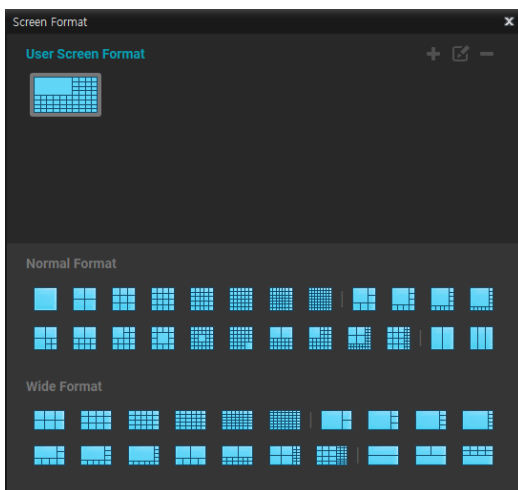 Screen Format
User Screen Format
Normal Format
Wide Format